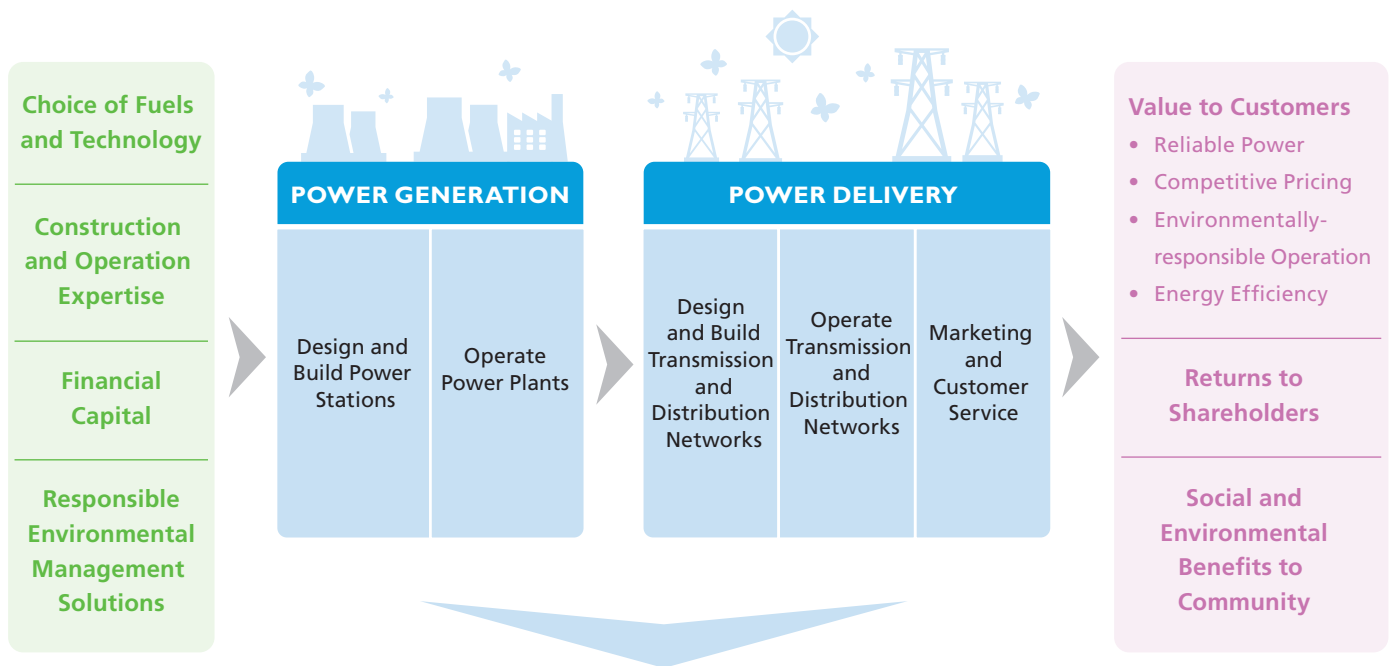 Choice of Fuels
and Technology
Construction
and Operation
Expertise
Financial
Capital
Responsible
Environmental
Management
Solutions
POWER GENERATION
Design and
Build Power
Stations
Operate
Power Plants
POWER DELIVERY
Design
and Build
Transmission
and
Distribution
Networks
Operate
Transmission
and
Distribution
Networks
Marketing
and
Customer
Service
Value to Customers
• Reliable Power
• Competitive Pricing
• Environmentally-
responsible Operation
• Energy Efficiency
Returns to
Shareholders
Social and
Environmental
Benefits to
Community